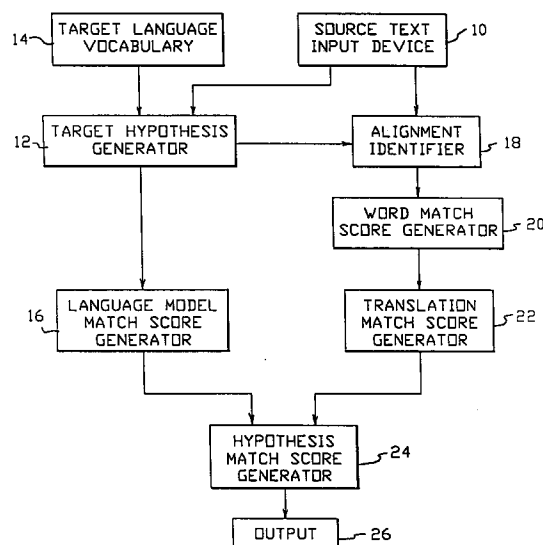 14
TARGET LANGUAGE
VOCABULARY
SOURCE TEXT
INPUT DEVICE
10
12
TARGET HYPOTHESIS
GENERATOR
ALIGNMENT
IDENTIFIER
18
WORD MATCH
SCORE GENERATOR
20
16
LANGUAGE MODEL
MATCH SCORE
GENERATOR
TRANSLATION
MATCH SCORE
GENERATOR
22
HYPOTHESIS
MATCH SCORE
GENERATOR
24
OUTPUT
26